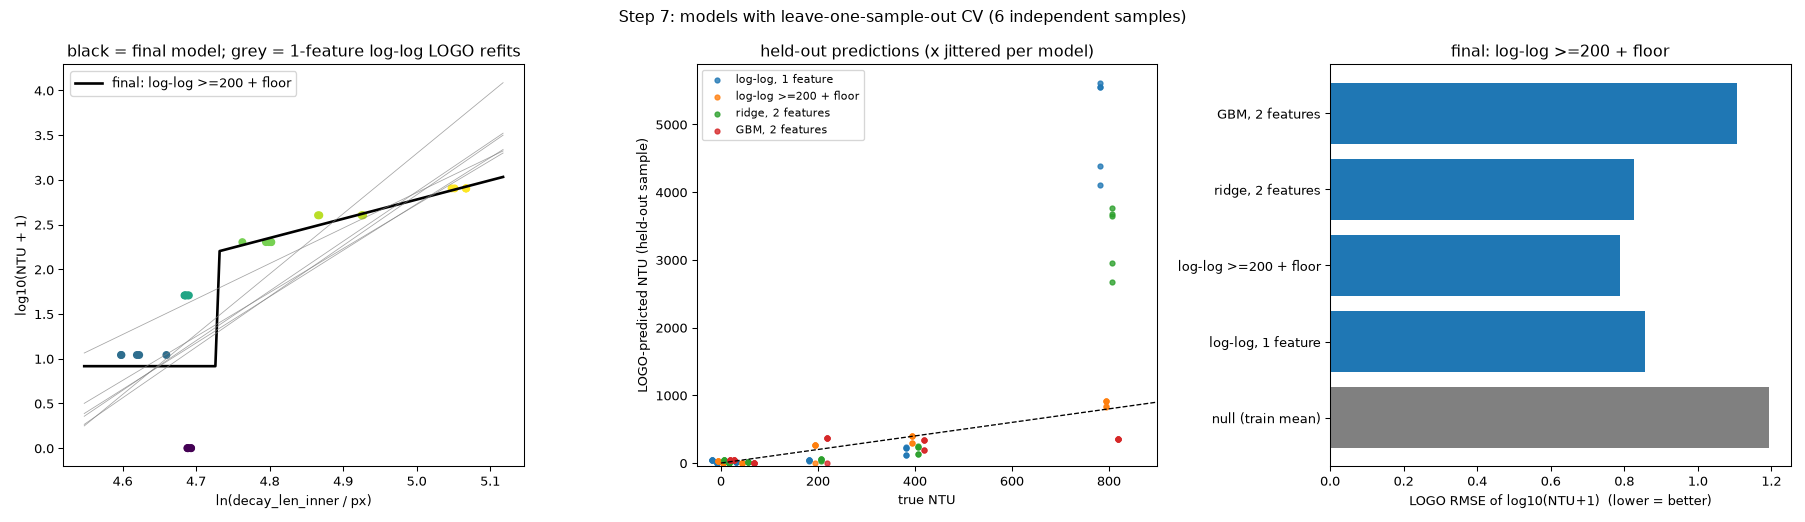 Step 7: models with leave-one-sample-out CV (6 independent samples)
black = final model; grey = 1-feature log-log LOGO refits
final: log-log >=200 + floor
log10(NTU + 1)
4.0
3.5
3.0
2.5
2.0
1.5
1.0
0.5
0.0
4.6 4.7 4.8 4.9 5.0 5.1
ln(decay_len_inner / px)
held-out predictions (x jittered per model)
log-log, 1 feature
log-log >=200 + floor
ridge, 2 features
GBM, 2 features
LOGO-predicted NTU (held-out sample)
5000
4000
3000
2000
1000
0
0 200 400 600 800
true NTU
final: log-log >=200 + floor
GBM, 2 features
ridge, 2 features
log-log >=200 + floor
log-log, 1 feature
null (train mean)
0.0 0.2 0.4 0.6 0.8 1.0 1.2
LOGO RMSE of log10(NTU+1)  (lower = better)